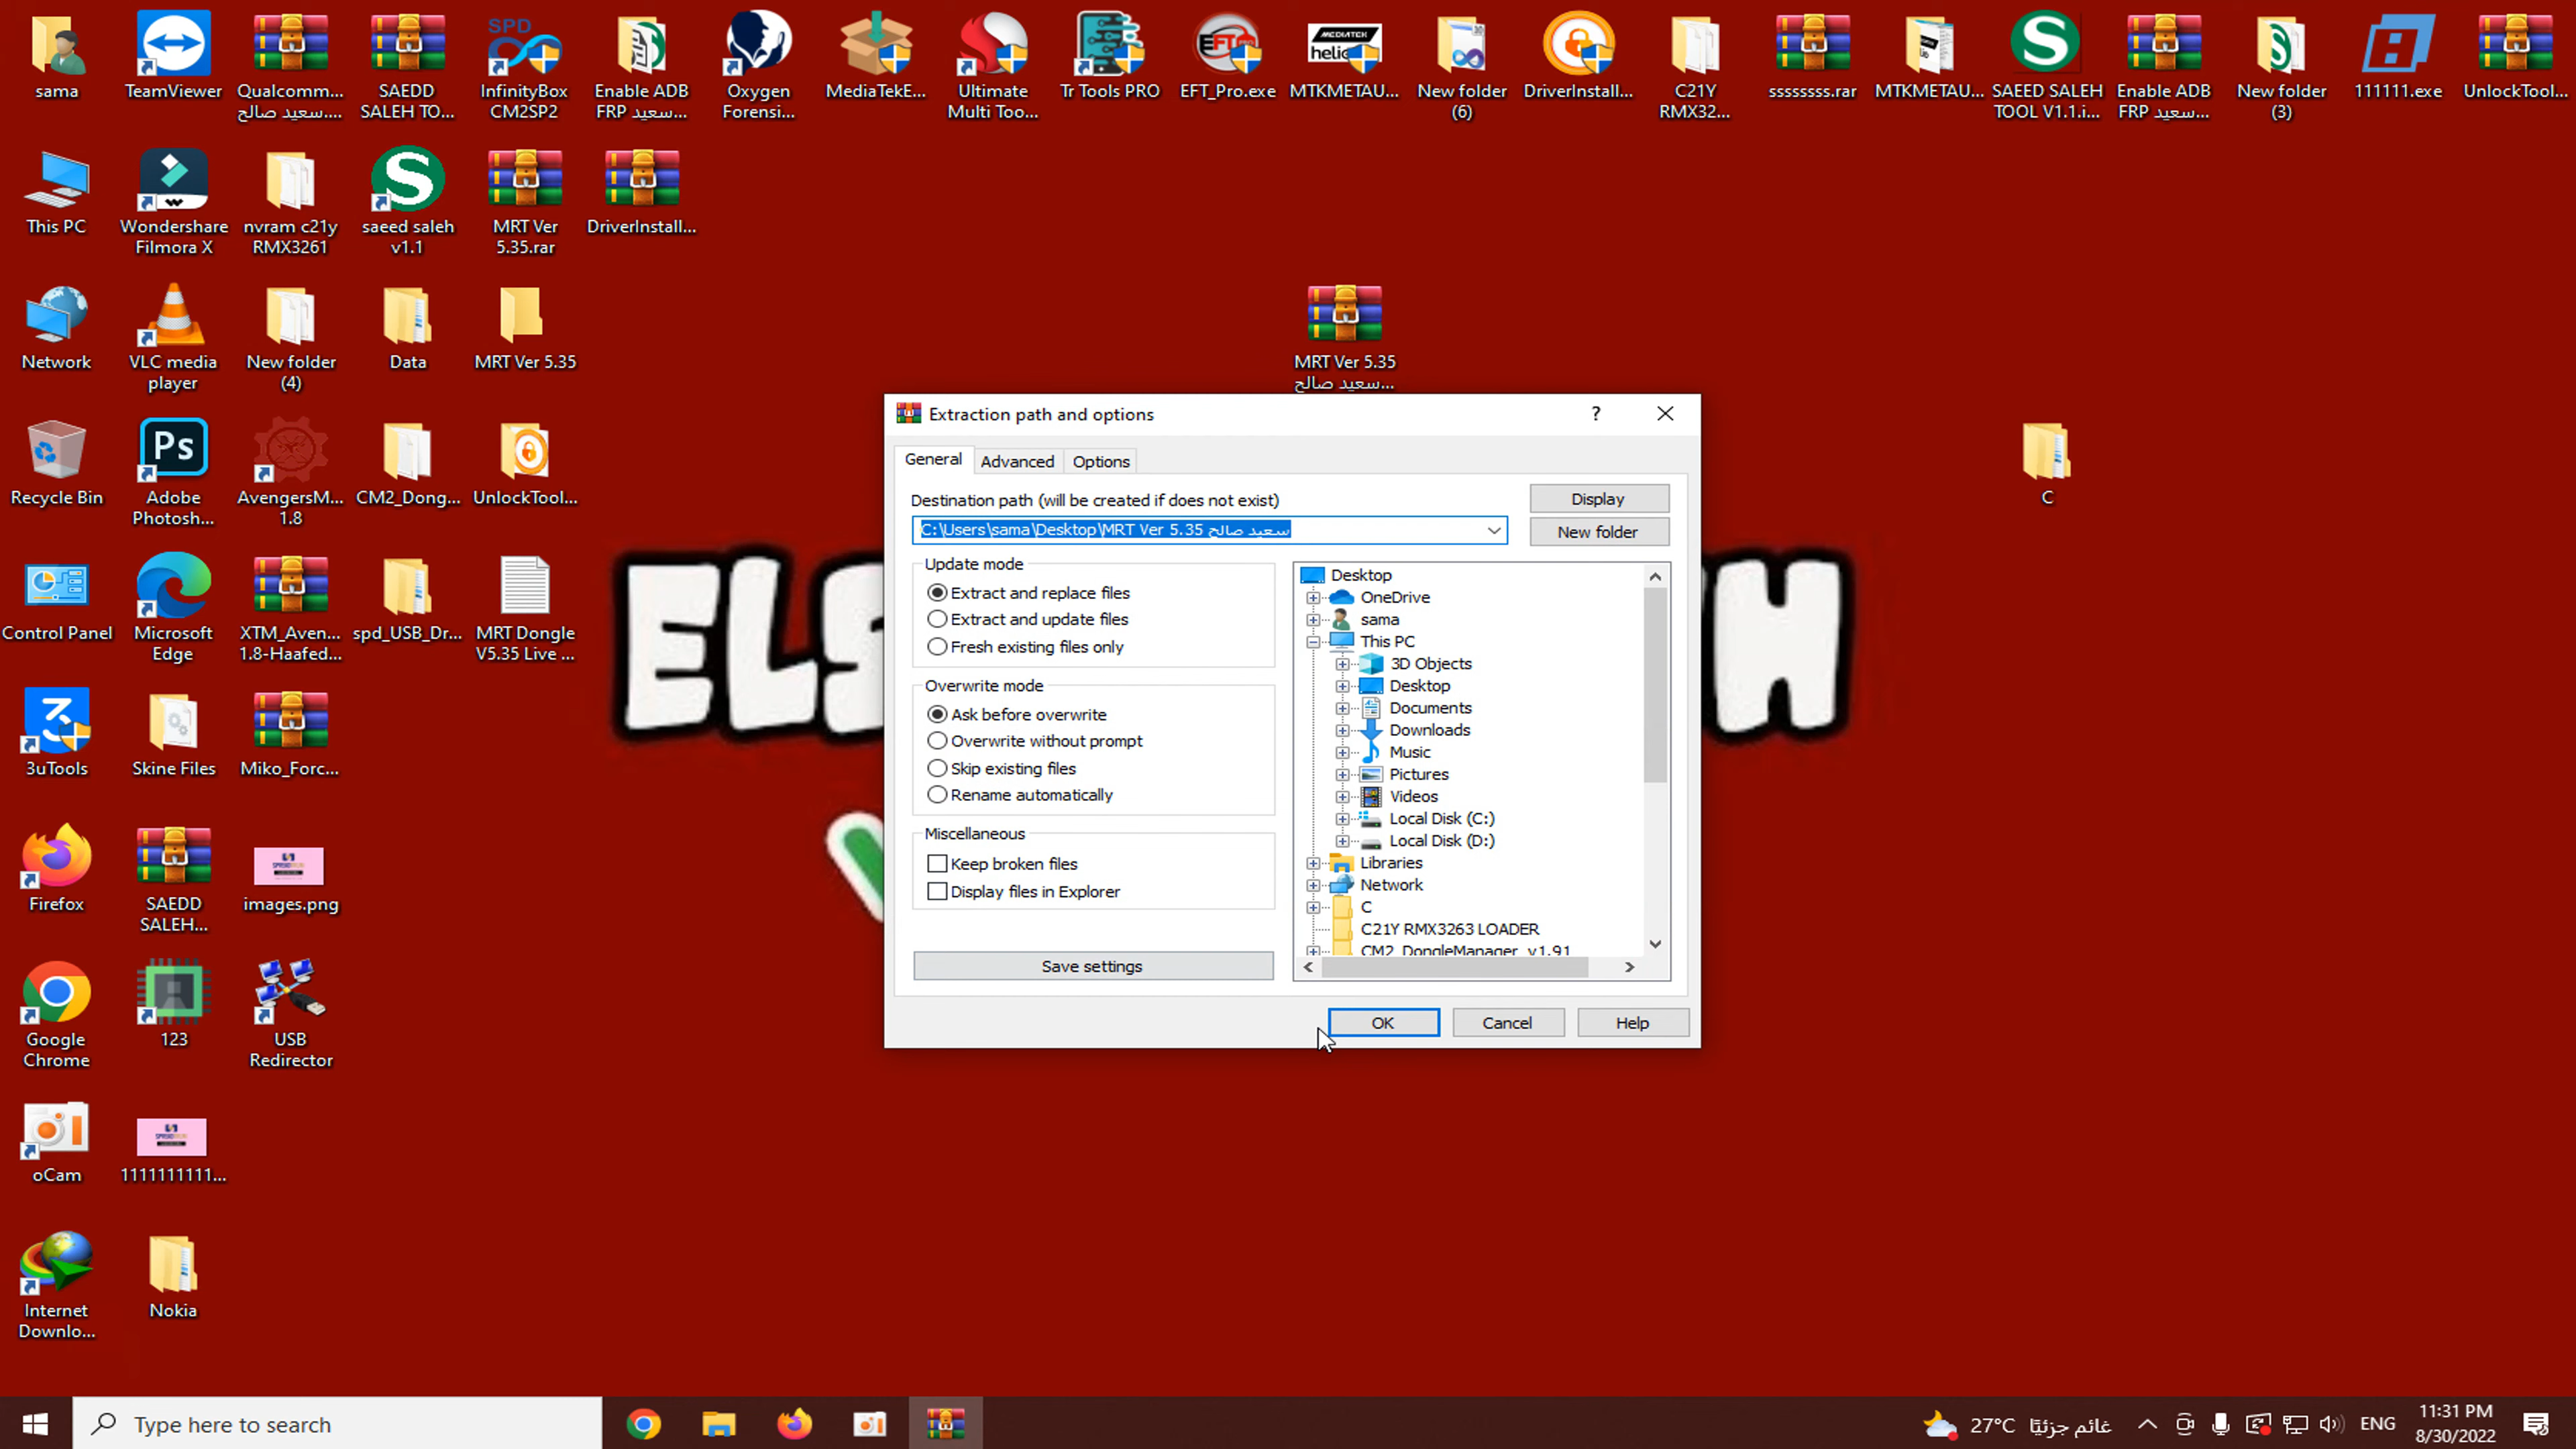 sama
TeamViewer
Qualcomm...
سعيد صالح....
SAEDD
SALEH TO...
SPD
InfinityBox
CM2SP2
Enable ADB
FRP سعيد...
Oxygen
Forensi...
MediaTekE...
Ultimate
Multi Too...
Tr Tools PRO
EFT PRO
EFT_Pro.exe
MEDIATEK
helio
MTKMETAU...
New folder
(6)
DriverInstall...
C21Y
RMX32...
ssssssss.rar
MTKMETAU...
SAEED SALEH
TOOL V1.1.i...
Enable ADB
FRP سعيد...
New folder
(3)
111111.exe
UnlockTool...
This PC
Wondershare
Filmora X
nvram c21y
RMX3261
saeed saleh
v1.1
MRT Ver
5.35.rar
DriverInstall...
Network
VLC media
player
New folder
(4)
Data
MRT Ver 5.35
MRT Ver 5.35
سعيد صالح...
Recycle Bin
Ps
Adobe
Photosh...
AvengersM...
1.8
CM2_Dong...
UnlockTool...
C
Control Panel
Microsoft
Edge
XTM_Aven...
1.8-Haafed...
spd_USB_Dr...
MRT Dongle
V5.35 Live ...
3uTools
Skine Files
Miko_Forc...
Firefox
SAEDD
SALEH...
images.png
Google
Chrome
123
USB
Redirector
oCam
1111111111...
Internet
Downlo...
Nokia
ELS
H
Extraction path and options
?
General
Advanced
Options
Destination path (will be created if does not exist)
Display
C:\Users\sama\Desktop\MRT Ver 5.35 سعيد صالح
New folder
Update mode
Extract and replace files
Extract and update files
Fresh existing files only
Overwrite mode
Ask before overwrite
Overwrite without prompt
Skip existing files
Rename automatically
Miscellaneous
Keep broken files
Display files in Explorer
Save settings
Desktop
OneDrive
sama
This PC
3D Objects
Desktop
Documents
Downloads
Music
Pictures
Videos
Local Disk (C:)
Local Disk (D:)
Libraries
Network
C
C21Y RMX3263 LOADER
CM2_DongleManager_v1.91
OK
Cancel
Help
Type here to search
27°C غائم جزئيًا
ENG
11:31 PM
8/30/2022